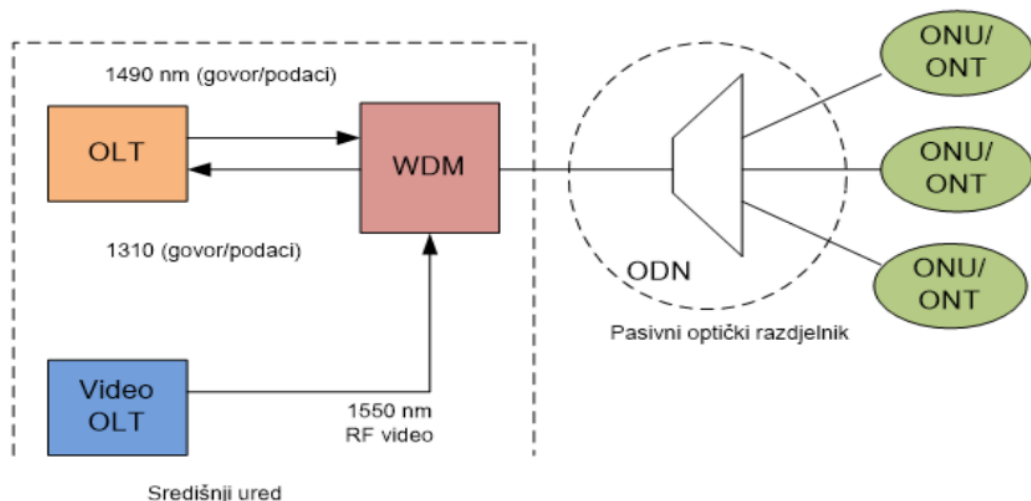 1490 nm (govor/podaci)
OLT
WDM
1310 (govor/podaci)
Video
OLT
1550 nm
RF video
Središnji ured
ODN
Pasivni optički razdjelnik
ONU/
ONT
ONU/
ONT
ONU/
ONT